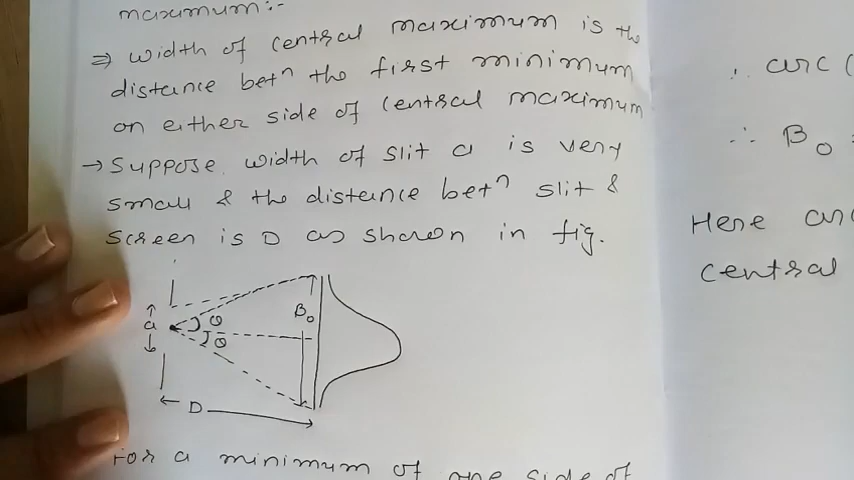 maximum:-
⇒ width of central maximum is the
distance betⁿ the first minimum
on either side of central maximum
→ Suppose width of slit a is very
small & the distance betⁿ slit &
screen is D as shown in fig.
a
θ
θ
B₀
D
For a minimum of one side of
∴ arc (
∴ B₀ =
Here arc
central